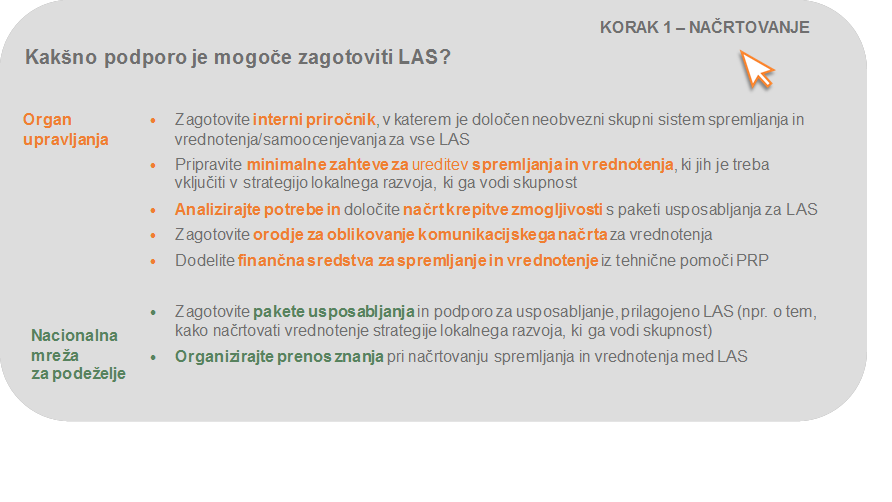 KORAK 1 – NAČRTOVANJE
Kakšno podporo je mogoče zagotoviti LAS?
Organ
upravljanja
• Zagotovite interni priročnik, v katerem je določen neobvezni skupni sistem spremljanja in
vrednotenja/samoocenjevanja za vse LAS
• Pripravite minimalne zahteve za ureditev spremljanja in vrednotenja, ki jih je treba
vključiti v strategijo lokalnega razvoja, ki ga vodi skupnost
• Analizirajte potrebe in določite načrt krepitve zmogljivosti s paketi usposabljanja za LAS
• Zagotovite orodje za oblikovanje komunikacijskega načrta za vrednotenja
• Dodelite finančna sredstva za spremljanje in vrednotenje iz tehnične pomoči PRP
Nacionalna
mreža
za podeželje
• Zagotovite pakete usposabljanja in podporo za usposabljanje, prilagojeno LAS (npr. o tem,
kako načrtovati vrednotenje strategije lokalnega razvoja, ki ga vodi skupnost)
• Organizirajte prenos znanja pri načrtovanju spremljanja in vrednotenja med LAS